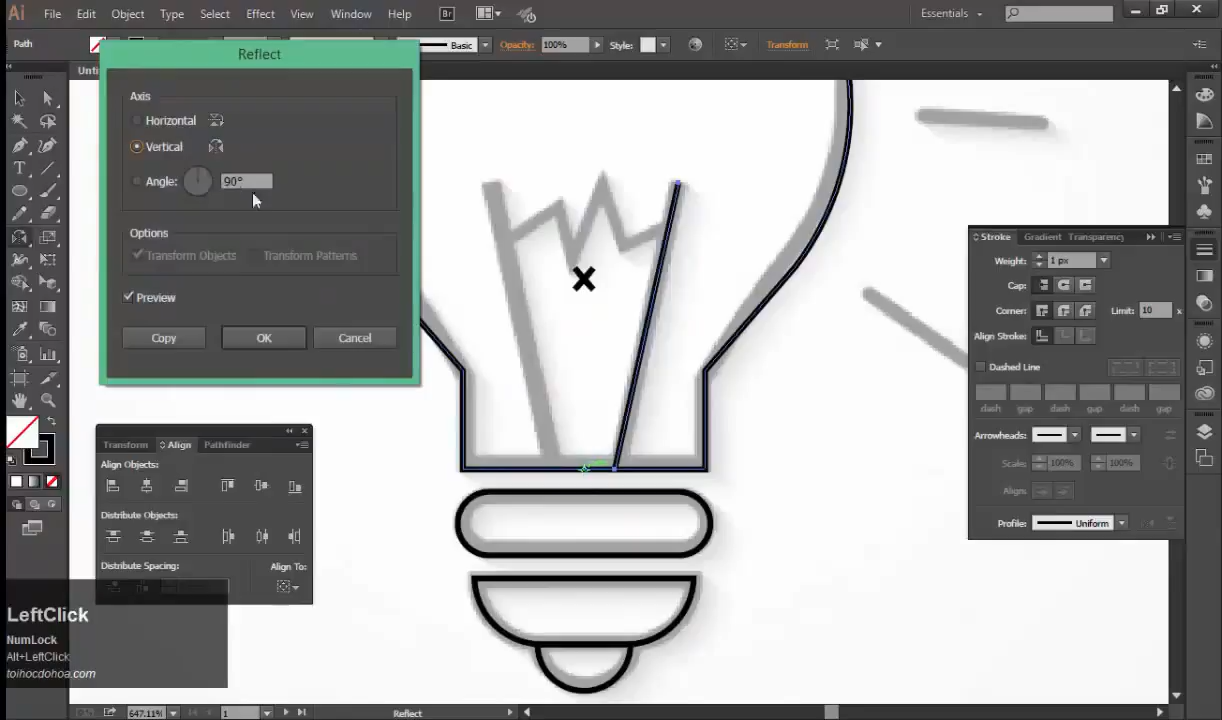 Ai File Edit Object Type Select Effect View Window Help Br Essentials
Path Basic Opacity: 100% Style: Transform
Reflect
Axis
Horizontal
Vertical
Angle: 90°
Options
Transform Objects Transform Patterns
Preview
Copy OK Cancel
Stroke Gradient Transparency
Weight: 1 px
Cap:
Corner: Limit: 10 x
Align Stroke:
Dashed Line
dash gap dash gap dash gap
Arrowheads:
Scale: 100% 100%
Align:
Profile: Uniform
Transform Align Pathfinder
Align Objects:
Distribute Objects:
Distribute Spacing: Align To:
LeftClick
NumLock
Alt+LeftClick
toihocdohoa.com
647.11% 1 Reflect